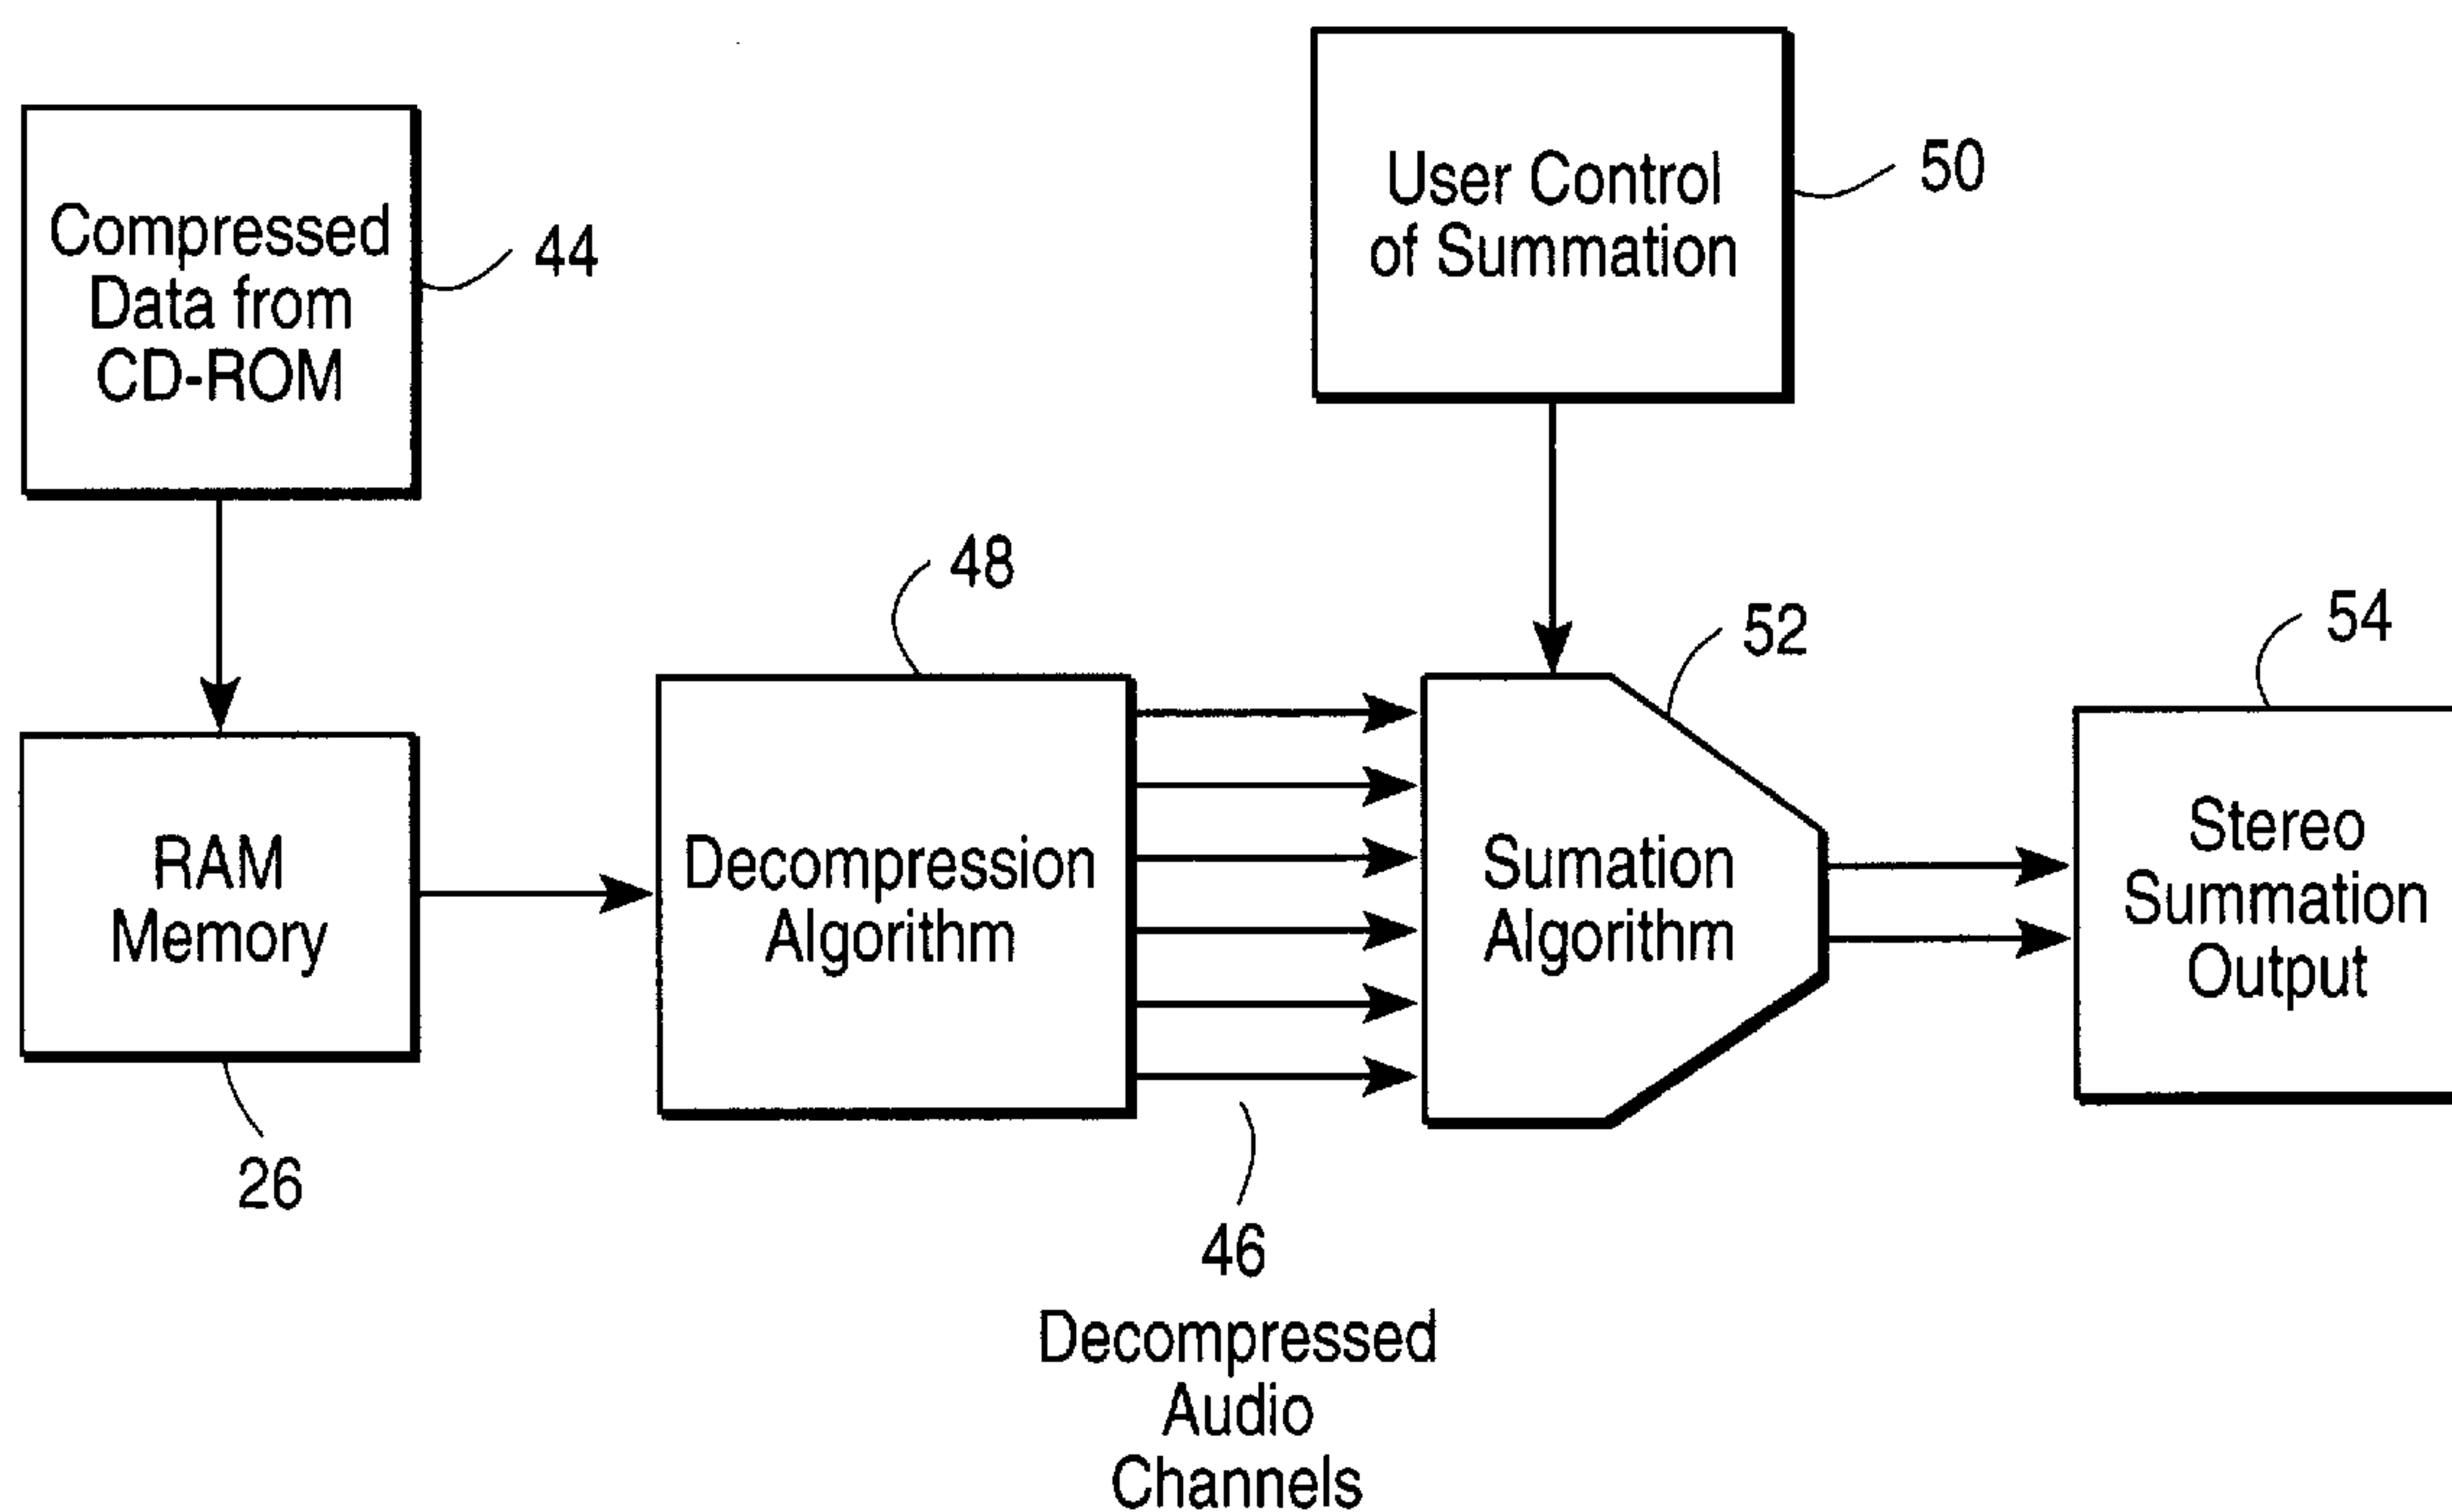 Compressed
Data from
CD-ROM
44
User Control
of Summation
50
RAM
Memory
26
48
Decompression
Algorithm
46
Decompressed
Audio
Channels
52
Sumation
Algorithm
54
Stereo
Summation
Output